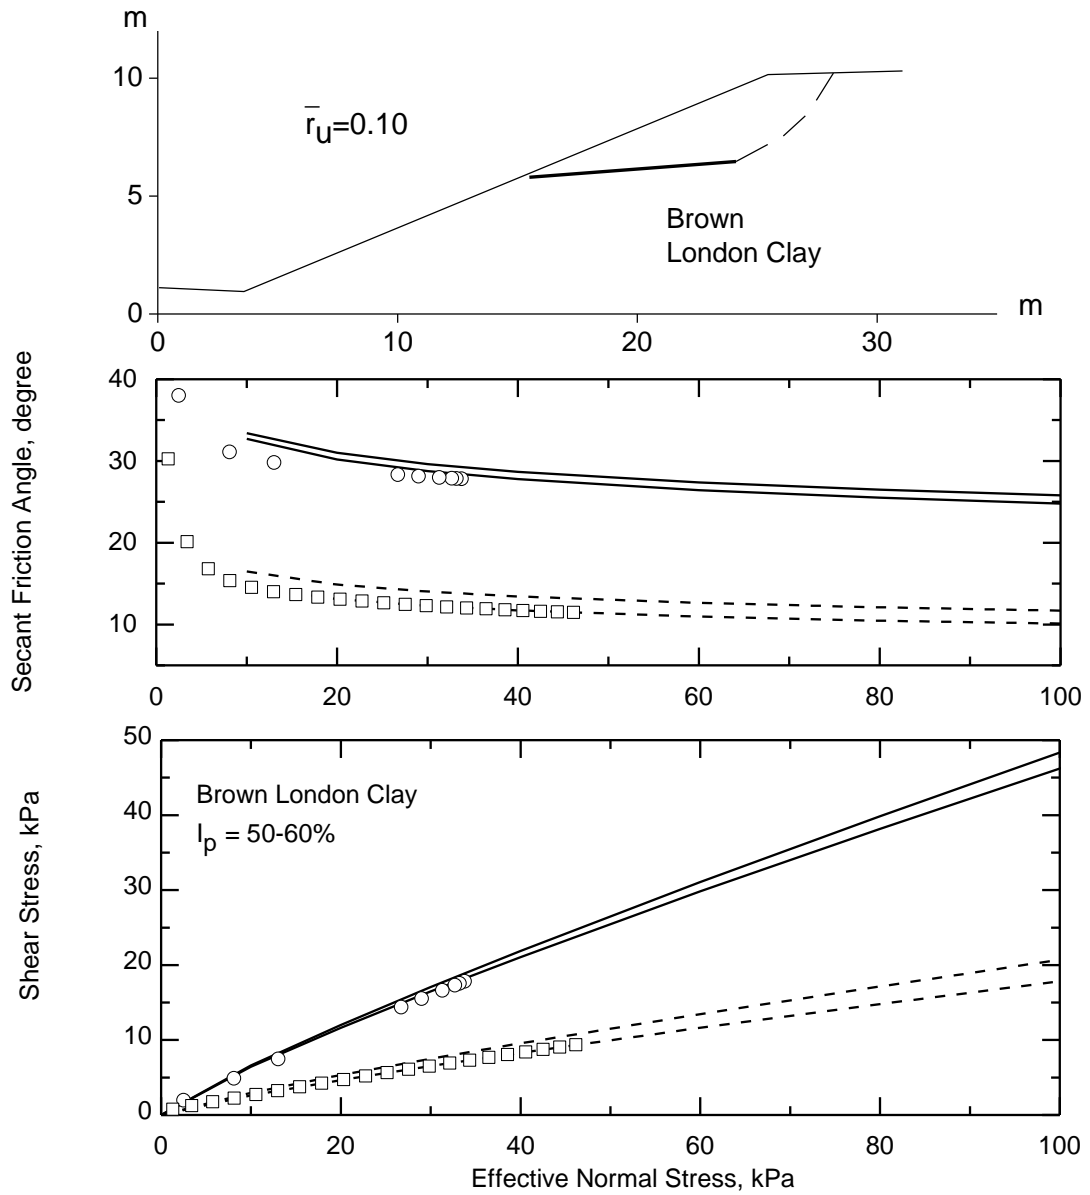 m
10
r̅u=0.10
5
Brown
London Clay
0
m
0 10 20 30
Secant Friction Angle, degree
40
30
20
10
0 20 40 60 80 100
Shear Stress, kPa
50
40
30
20
10
0
Brown London Clay
Ip = 50-60%
0 20 40 60 80 100
Effective Normal Stress, kPa